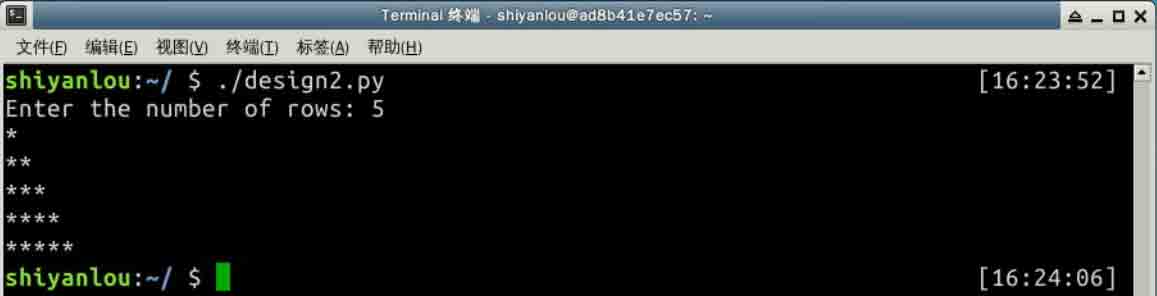 Terminal 终端 - shiyanlou@ad8b41e7ec57: ~
文件(F) 编辑(E) 视图(V) 终端(T) 标签(A) 帮助(H)
shiyanlou:~/ $ ./design2.py [16:23:52]
Enter the number of rows: 5
*
**
***
****
*****
shiyanlou:~/ $ [16:24:06]